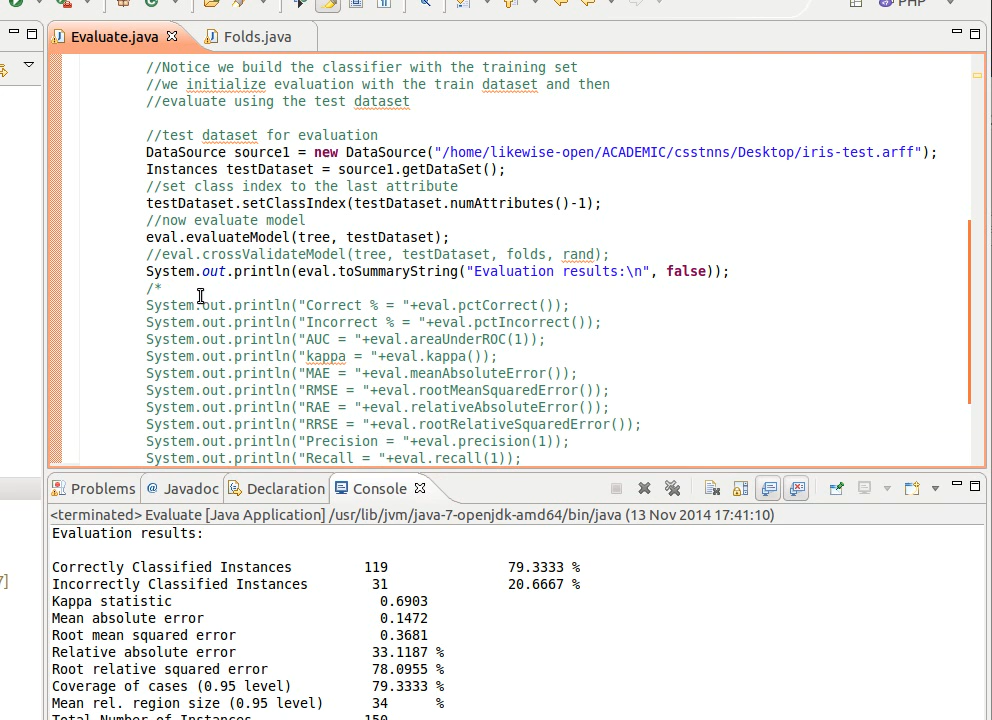 PHP
Evaluate.java
Folds.java
//Notice we build the classifier with the training set
//we initialize evaluation with the train dataset and then
//evaluate using the test dataset
//test dataset for evaluation
DataSource source1 = new DataSource("/home/likewise-open/ACADEMIC/csstnns/Desktop/iris-test.arff");
Instances testDataset = source1.getDataSet();
//set class index to the last attribute
testDataset.setClassIndex(testDataset.numAttributes()-1);
//now evaluate model
eval.evaluateModel(tree, testDataset);
//eval.crossValidateModel(tree, testDataset, folds, rand);
System.out.println(eval.toSummaryString("Evaluation results:\n", false));
/*
System.out.println("Correct % = "+eval.pctCorrect());
System.out.println("Incorrect % = "+eval.pctIncorrect());
System.out.println("AUC = "+eval.areaUnderROC(1));
System.out.println("kappa = "+eval.kappa());
System.out.println("MAE = "+eval.meanAbsoluteError());
System.out.println("RMSE = "+eval.rootMeanSquaredError());
System.out.println("RAE = "+eval.relativeAbsoluteError());
System.out.println("RRSE = "+eval.rootRelativeSquaredError());
System.out.println("Precision = "+eval.precision(1));
System.out.println("Recall = "+eval.recall(1));
Problems @ Javadoc Declaration Console
<terminated> Evaluate [Java Application] /usr/lib/jvm/java-7-openjdk-amd64/bin/java (13 Nov 2014 17:41:10)
Evaluation results:
Correctly Classified Instances 119 79.3333 %
Incorrectly Classified Instances 31 20.6667 %
Kappa statistic 0.6903
Mean absolute error 0.1472
Root mean squared error 0.3681
Relative absolute error 33.1187 %
Root relative squared error 78.0955 %
Coverage of cases (0.95 level) 79.3333 %
Mean rel. region size (0.95 level) 34 %
Total Number of Instances 150